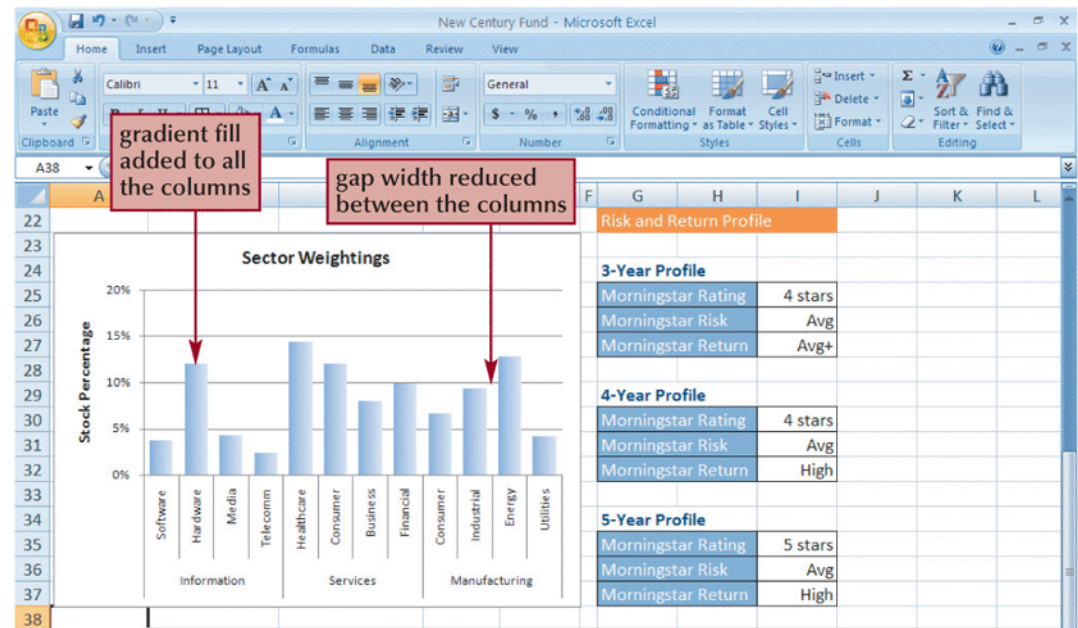 New Century Fund - Microsoft Excel
Home Insert Page Layout Formulas Data Review View
Calibri 11 A A General
Paste
$ % , .0 .00 .00 .0
Conditional Formatting Format as Table Cell Styles
Insert
Delete
Format
Σ
Sort & Filter Find & Select
Clipboard Alignment Number Styles Cells Editing
gradient fill
added to all
the columns
gap width reduced
between the columns
A38
A F G H I J K L
22 Risk and Return Profile
23
24 3-Year Profile
25 Morningstar Rating 4 stars
26 Morningstar Risk Avg
27 Morningstar Return Avg+
28
29 4-Year Profile
30 Morningstar Rating 4 stars
31 Morningstar Risk Avg
32 Morningstar Return High
33
34 5-Year Profile
35 Morningstar Rating 5 stars
36 Morningstar Risk Avg
37 Morningstar Return High
38
Sector Weightings
Stock Percentage
20%
15%
10%
5%
0%
Software Hardware Media Telecomm Healthcare Consumer Business Financial Consumer Industrial Energy Utilities
Information Services Manufacturing